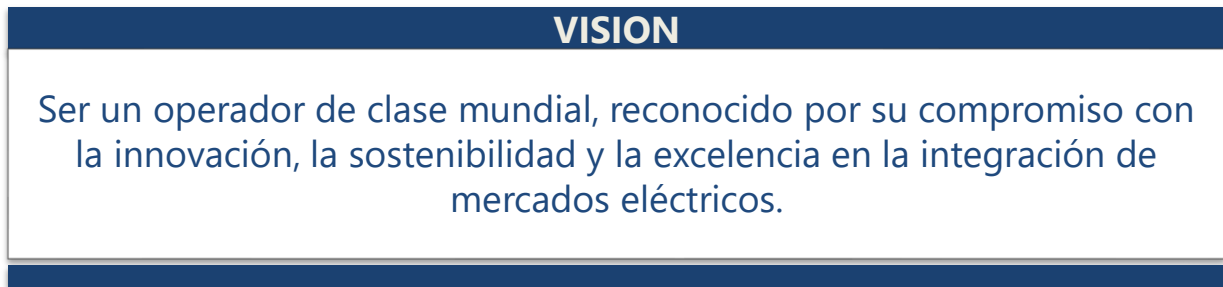 VISION
Ser un operador de clase mundial, reconocido por su compromiso con
la innovación, la sostenibilidad y la excelencia en la integración de
mercados eléctricos.